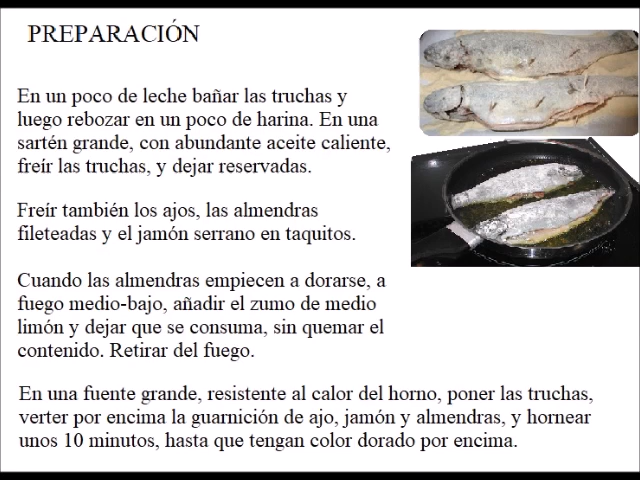 PREPARACIÓN
En un poco de leche bañar las truchas y
luego rebozar en un poco de harina. En una
sartén grande, con abundante aceite caliente,
freír las truchas, y dejar reservadas.
Freír también los ajos, las almendras
fileteadas y el jamón serrano en taquitos.
Cuando las almendras empiecen a dorarse, a
fuego medio-bajo, añadir el zumo de medio
limón y dejar que se consuma, sin quemar el
contenido. Retirar del fuego.
En una fuente grande, resistente al calor del horno, poner las truchas,
verter por encima la guarnición de ajo, jamón y almendras, y hornear
unos 10 minutos, hasta que tengan color dorado por encima.